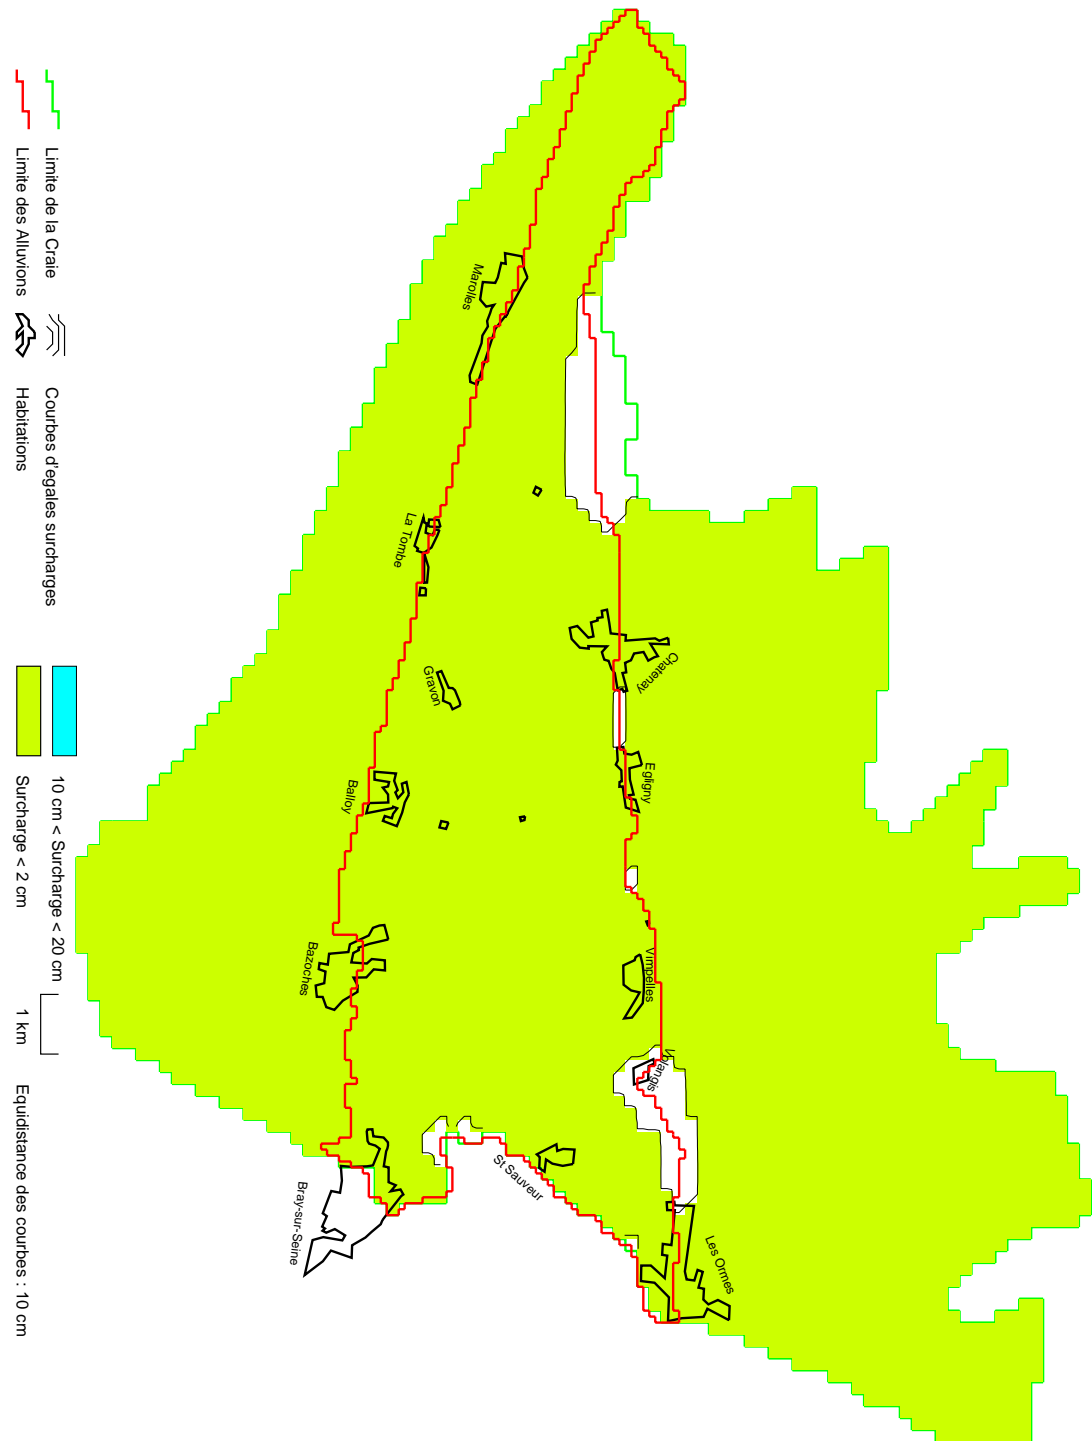 Marolles
La Tombe
Gravon
Chatenay
Egligny
Balloy
Bazoches
Vimpelles
Volangis
St Sauveur
Bray-sur-Seine
Les Ormes
Limite de la Craie
Limite des Alluvions
Courbes d'egales surcharges
Habitations
10 cm < Surcharge < 20 cm
Surcharge < 2 cm
1 km
Equidistance des courbes : 10 cm